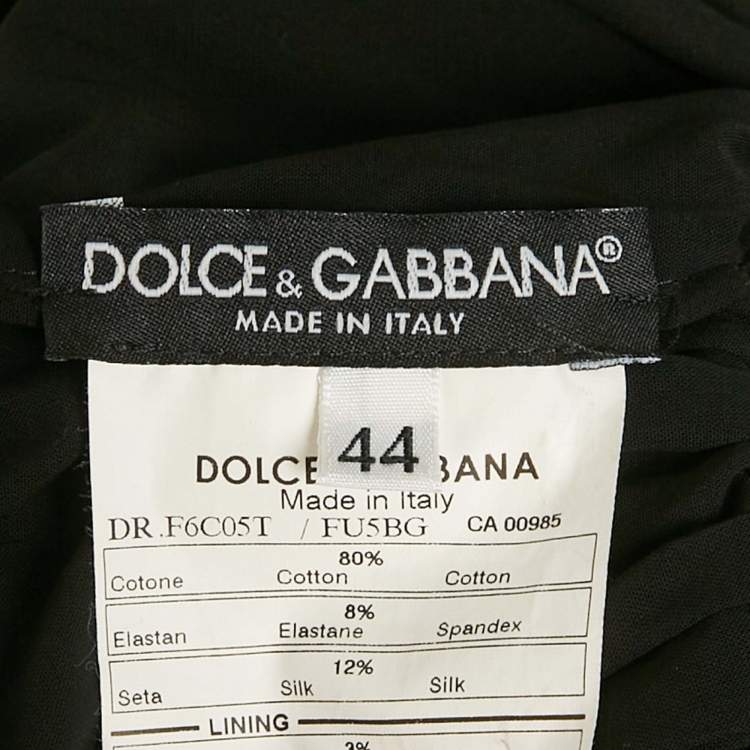 DOLCE & GABBANA®
MADE IN ITALY
44
DOLCE BANA
Made in Italy
DR.F6C05T / FU5BG CA 00985
80%
Cotone Cotton Cotton
8%
Elastan Elastane Spandex
12%
Seta Silk Silk
LINING